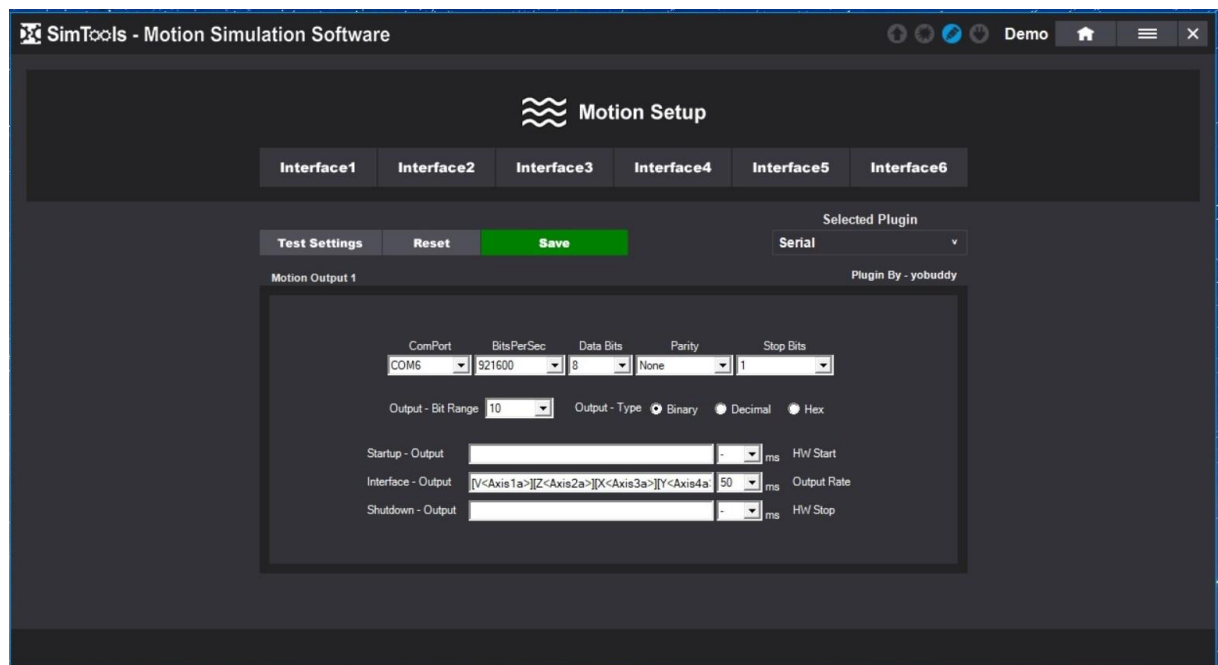 SimTools - Motion Simulation Software Demo
Motion Setup
Interface1 Interface2 Interface3 Interface4 Interface5 Interface6
Selected Plugin
Test Settings Reset Save Serial
Motion Output 1 Plugin By - yobuddy
ComPort BitsPerSec Data Bits Parity Stop Bits
COM6 921600 8 None 1
Output - Bit Range 10 Output - Type Binary Decimal Hex
Startup - Output - ms HW Start
Interface - Output [V<Axis1a>][Z<Axis2a>][X<Axis3a>][Y<Axis4a> 50 ms Output Rate
Shutdown - Output - ms HW Stop